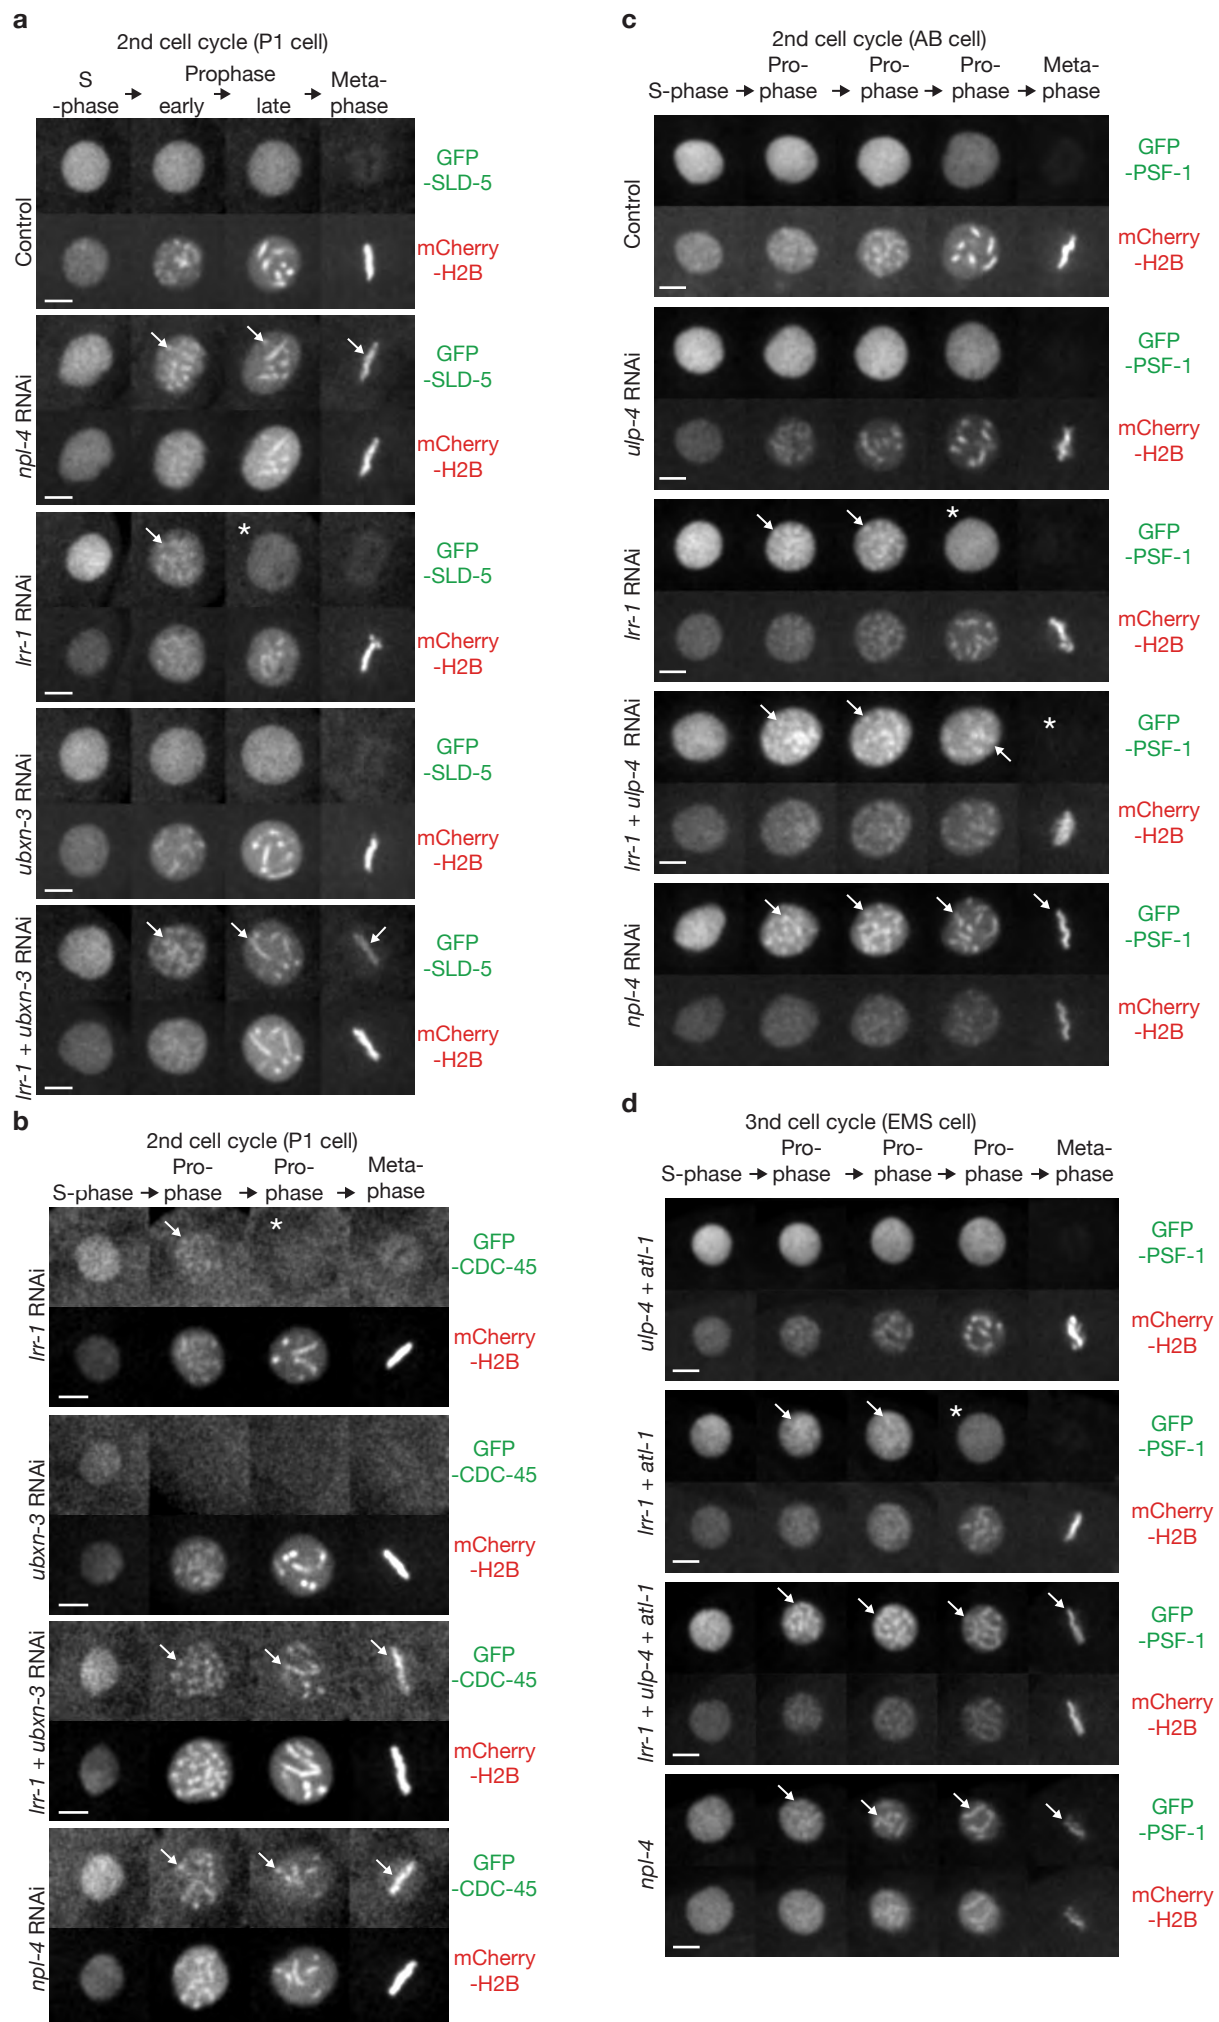 a
2nd cell cycle (P1 cell)
S
-phase
Prophase
early
late
Meta-
phase
Control
GFP
-SLD-5
mCherry
-H2B
npl-4 RNAi
GFP
-SLD-5
mCherry
-H2B
lrr-1 RNAi
*
GFP
-SLD-5
mCherry
-H2B
ubxn-3 RNAi
GFP
-SLD-5
mCherry
-H2B
lrr-1 + ubxn-3 RNAi
GFP
-SLD-5
mCherry
-H2B
b
2nd cell cycle (P1 cell)
S-phase
Pro-
phase
Pro-
phase
Meta-
phase
lrr-1 RNAi
*
GFP
-CDC-45
mCherry
-H2B
ubxn-3 RNAi
GFP
-CDC-45
mCherry
-H2B
lrr-1 + ubxn-3 RNAi
GFP
-CDC-45
mCherry
-H2B
npl-4 RNAi
GFP
-CDC-45
mCherry
-H2B
c
2nd cell cycle (AB cell)
S-phase
Pro-
phase
Pro-
phase
Pro-
phase
Meta-
phase
Control
GFP
-PSF-1
mCherry
-H2B
ulp-4 RNAi
GFP
-PSF-1
mCherry
-H2B
lrr-1 RNAi
*
GFP
-PSF-1
mCherry
-H2B
lrr-1 + ulp-4 RNAi
*
GFP
-PSF-1
mCherry
-H2B
npl-4 RNAi
GFP
-PSF-1
mCherry
-H2B
d
3nd cell cycle (EMS cell)
S-phase
Pro-
phase
Pro-
phase
Pro-
phase
Meta-
phase
ulp-4 + atl-1
GFP
-PSF-1
mCherry
-H2B
lrr-1 + atl-1
*
GFP
-PSF-1
mCherry
-H2B
lrr-1 + ulp-4 + atl-1
GFP
-PSF-1
mCherry
-H2B
npl-4
GFP
-PSF-1
mCherry
-H2B